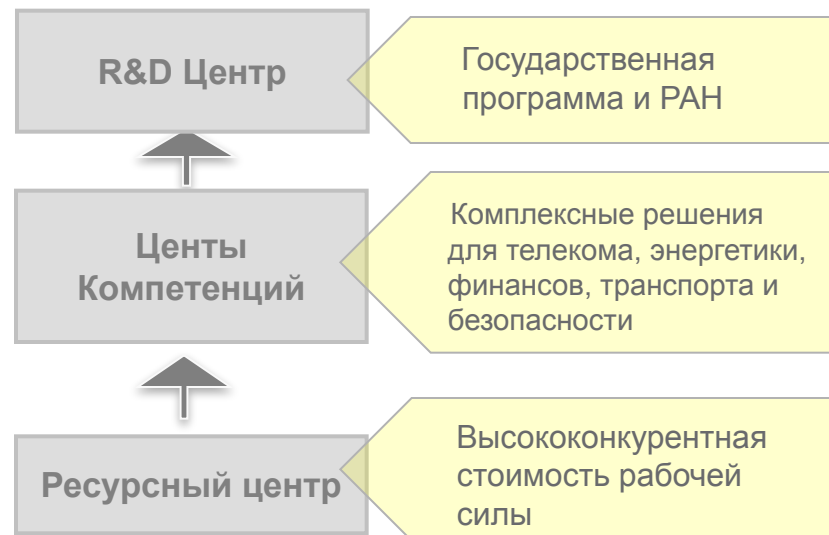 R&D Центр
Государственная
программа и РАН
Центы
Компетенций
Комплексные решения
для телекома, энергетики,
финансов, транспорта и
безопасности
Ресурсный центр
Высококонкурентная
стоимость рабочей
силы